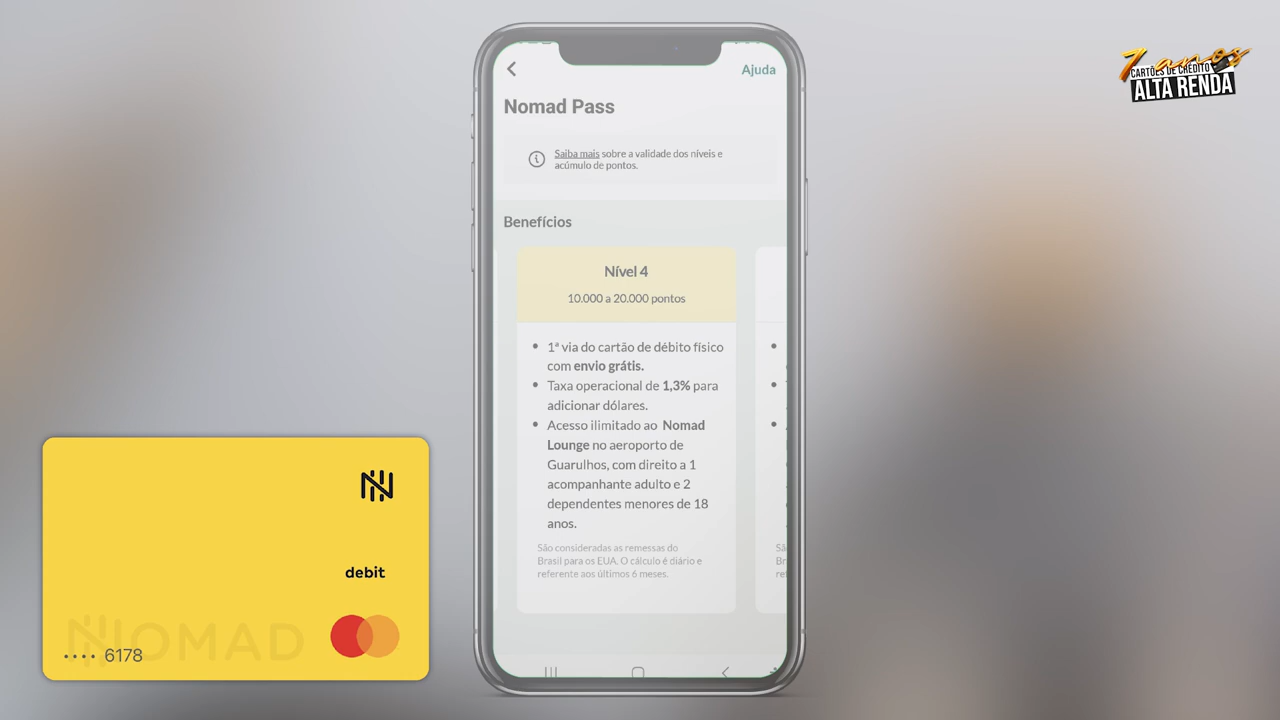 7 anos
CARTÕES DE CRÉDITO
ALTA RENDA
Ajuda
Nomad Pass
Saiba mais sobre a validade dos níveis e
acúmulo de pontos.
Benefícios
Nível 4
10.000 a 20.000 pontos
• 1ª via do cartão de débito físico
com envio grátis.
• Taxa operacional de 1,3% para
adicionar dólares.
• Acesso ilimitado ao Nomad
Lounge no aeroporto de
Guarulhos, com direito a 1
acompanhante adulto e 2
dependentes menores de 18
anos.
São consideradas as remessas do
Brasil para os EUA. O cálculo é diário e
referente aos últimos 6 meses.
debit
NOMAD
•••• 6178